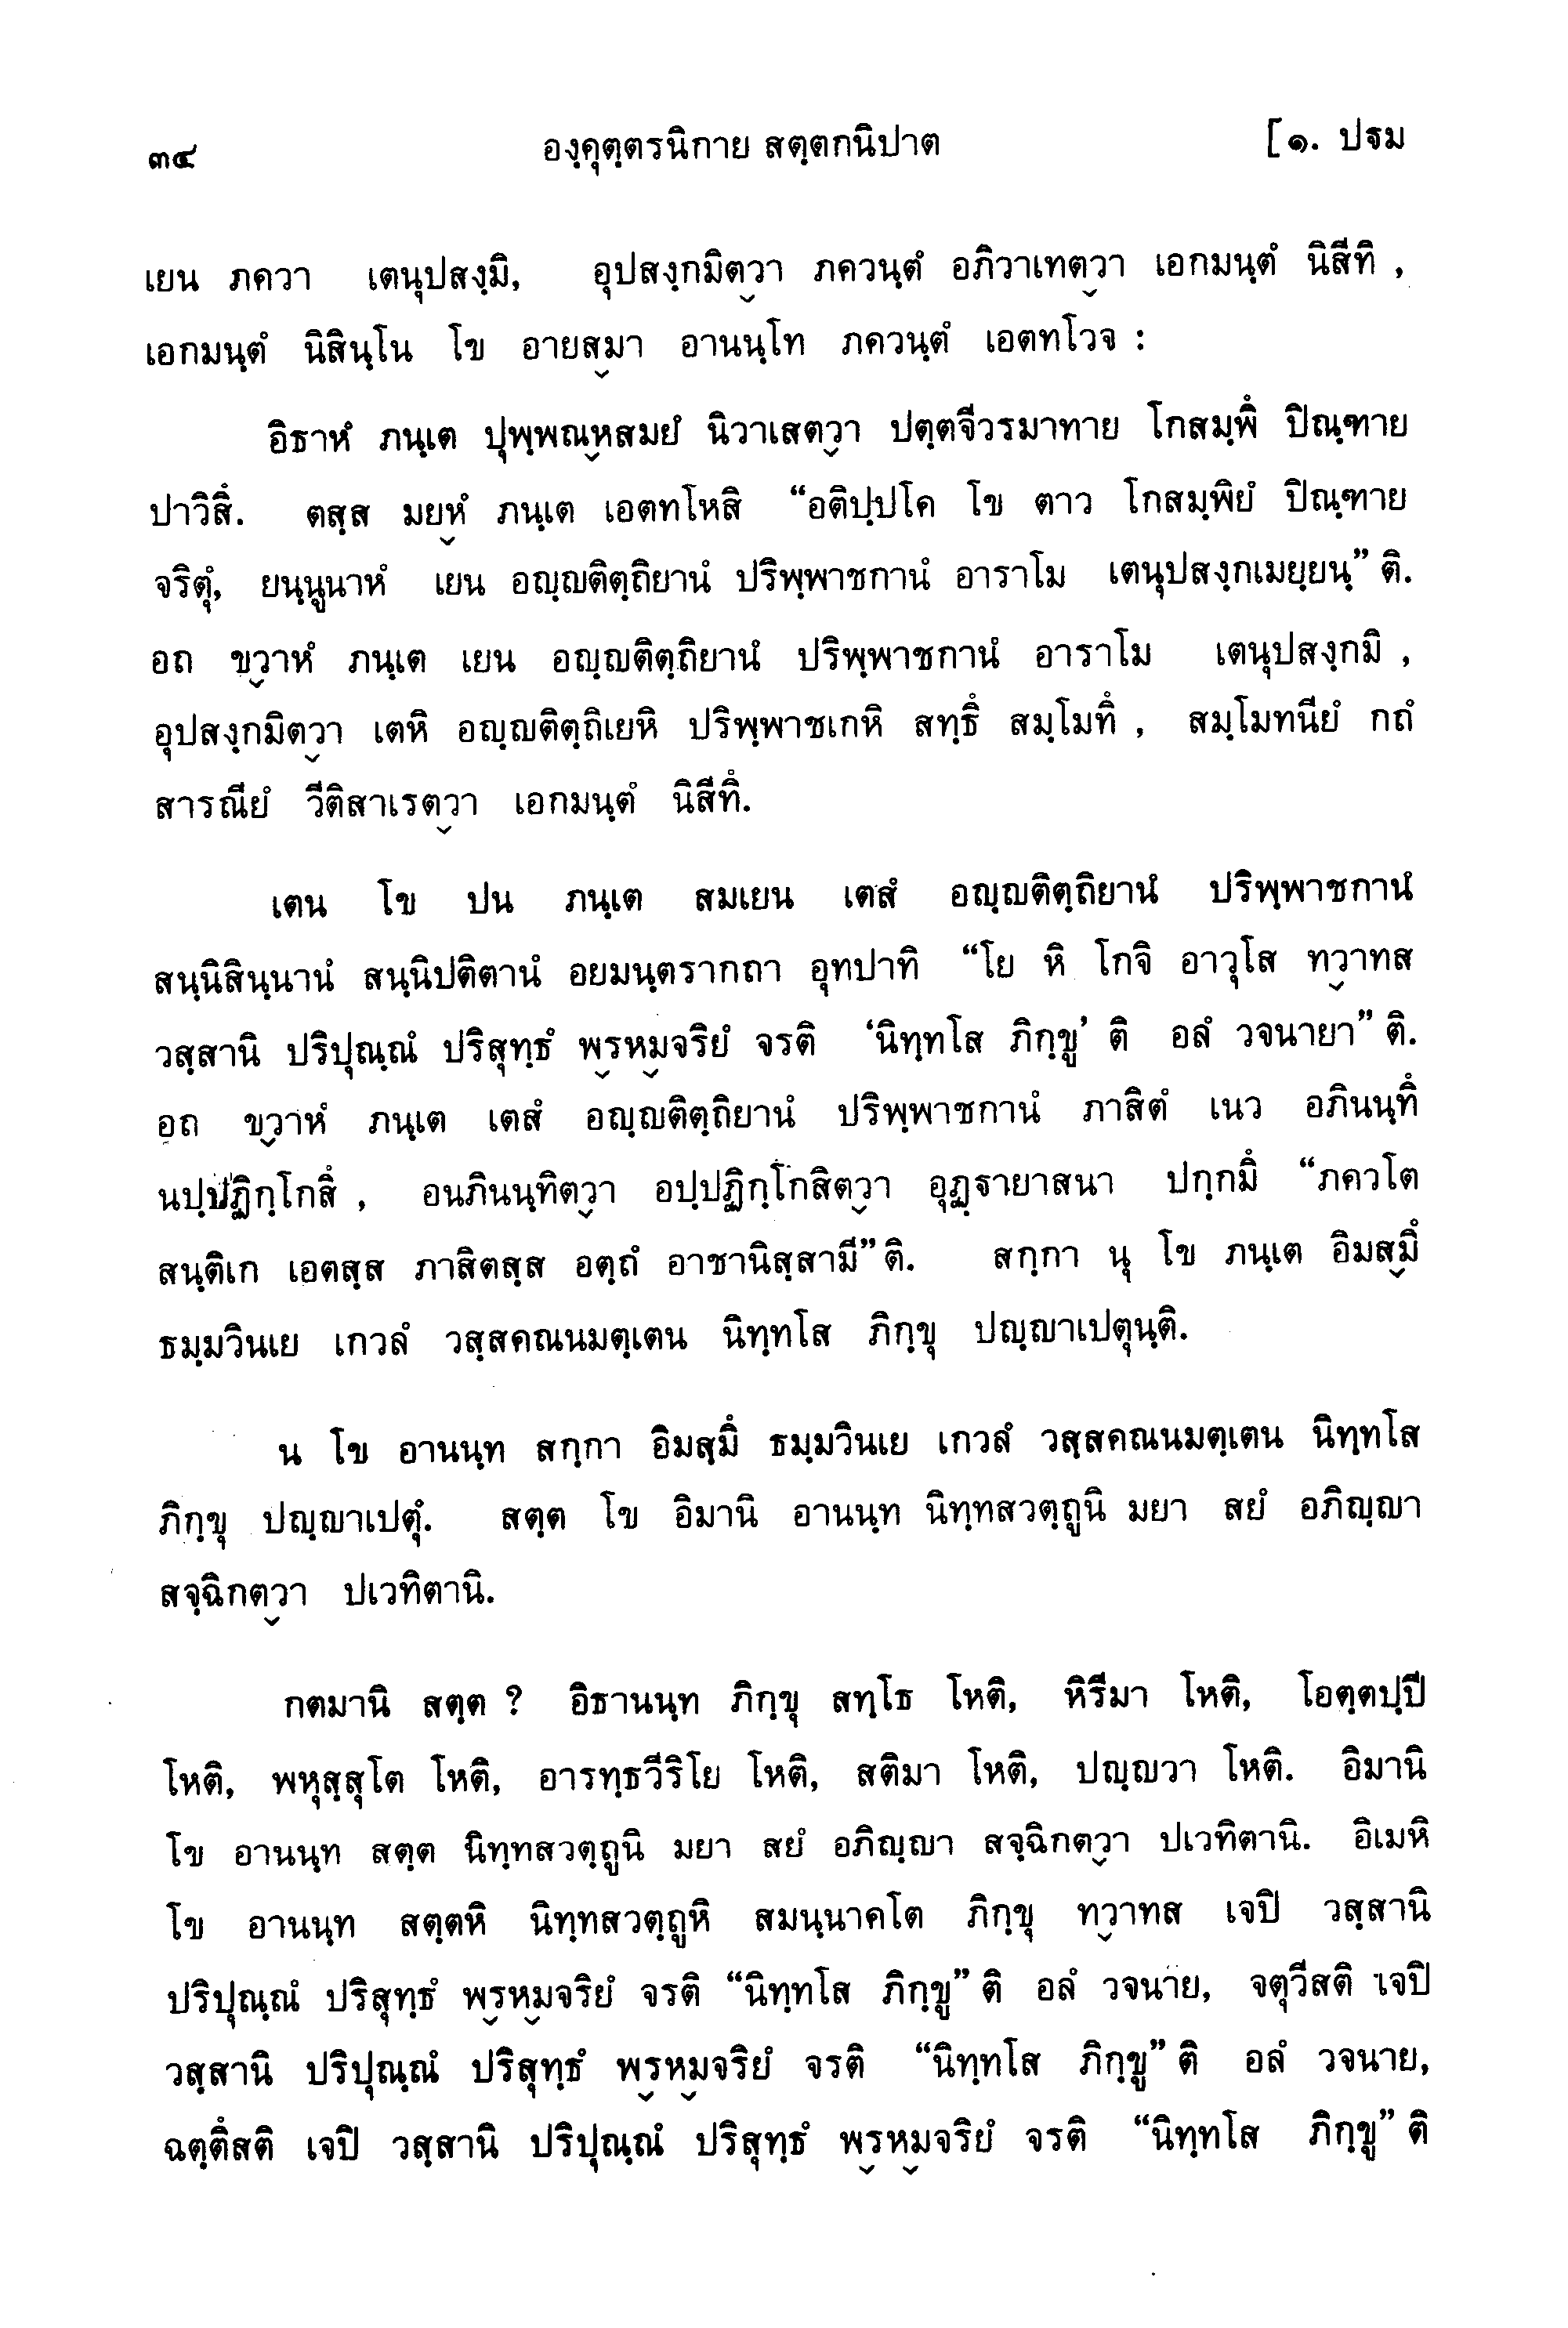 ๓๔ องฺคุตฺตรนิกาย สตฺตกนิปาต [๑. ปฐม
เยน ภควา เตนุปสงฺมิ, อุปสงฺกมิตฺวา ภควนฺตํ อภิวาเทตฺวา เอกมนฺตํ นิสีทิ ,
เอกมนฺตํ นิสินฺโน โข อายสฺมา อานนฺโท ภควนฺตํ เอตทโวจ :
อิธาหํ ภนฺเต ปุพฺพณฺหสมยํ นิวาเสตฺวา ปตฺตจีวรมาทาย โกสมฺพึ ปิณฺฑาย
ปาวิสึ. ตสฺส มยฺหํ ภนฺเต เอตทโหสิ “อติปฺปโค โข ตาว โกสมฺพิยํ ปิณฺฑาย
จริตุํ, ยนฺนูนาหํ เยน อญฺญติตฺถิยานํ ปริพฺพาชกานํ อาราโม เตนุปสงฺกเมยฺยนฺ” ติ.
อถ ขฺวาหํ ภนฺเต เยน อญฺญติตฺถิยานํ ปริพฺพาชกานํ อาราโม เตนุปสงฺกมิ ,
อุปสงฺกมิตฺวา เตหิ อญฺญติตฺถิเยหิ ปริพฺพาชเกหิ สทฺธึ สมฺโมทึ , สมฺโมทนียํ กถํ
สารณียํ วีติสาเรตฺวา เอกมนฺตํ นิสีทึ.
เตน โข ปน ภนฺเต สมเยน เตสํ อญฺญติตฺถิยานํ ปริพฺพาชกานํ
สนฺนิสินฺนานํ สนฺนิปติตานํ อยมนฺตรากถา อุทปาทิ “โย หิ โกจิ อาวุโส ทฺวาทส
วสฺสานิ ปริปุณฺณํ ปริสุทฺธํ พฺรหฺมจริยํ จรติ ‘นิทฺทโส ภิกฺขู’ ติ อลํ วจนายา” ติ.
อถ ขฺวาหํ ภนฺเต เตสํ อญฺญติตฺถิยานํ ปริพฺพาชกานํ ภาสิตํ เนว อภินนฺทึ
นปฺปฏิกฺโกสึ , อนภินนฺทิตฺวา อปฺปฏิกฺโกสิตฺวา อุฏฺฐายาสนา ปกฺกมึ “ภควโต
สนฺติเก เอตสฺส ภาสิตสฺส อตฺถํ อาชานิสฺสามี” ติ. สกฺกา นุ โข ภนฺเต อิมสฺมึ
ธมฺมวินเย เกวลํ วสฺสคณนมตฺเตน นิทฺทโส ภิกฺขุ ปญฺญาเปตุนฺติ.
น โข อานนฺท สกฺกา อิมสฺมึ ธมฺมวินเย เกวลํ วสฺสคณนมตฺเตน นิทฺทโส
ภิกฺขุ ปญฺญาเปตุํ. สตฺต โข อิมานิ อานนฺท นิทฺทสวตฺถูนิ มยา สยํ อภิญฺญา
สจฺฉิกตฺวา ปเวทิตานิ.
กตมานิ สตฺต ? อิธานนฺท ภิกฺขุ สทฺโธ โหติ, หิรีมา โหติ, โอตฺตปฺปี
โหติ, พหุสฺสุโต โหติ, อารทฺธวีริโย โหติ, สติมา โหติ, ปญฺญวา โหติ. อิมานิ
โข อานนฺท สตฺต นิทฺทสวตฺถูนิ มยา สยํ อภิญฺญา สจฺฉิกตฺวา ปเวทิตานิ. อิเมหิ
โข อานนฺท สตฺตหิ นิทฺทสวตฺถูหิ สมนฺนาคโต ภิกฺขุ ทฺวาทส เจปิ วสฺสานิ
ปริปุณฺณํ ปริสุทฺธํ พฺรหฺมจริยํ จรติ “นิทฺทโส ภิกฺขู” ติ อลํ วจนาย, จตุวีสติ เจปิ
วสฺสานิ ปริปุณฺณํ ปริสุทฺธํ พฺรหฺมจริยํ จรติ “นิทฺทโส ภิกฺขู” ติ อลํ วจนาย,
ฉตฺตึสติ เจปิ วสฺสานิ ปริปุณฺณํ ปริสุทฺธํ พฺรหฺมจริยํ จรติ “นิทฺทโส ภิกฺขู” ติ